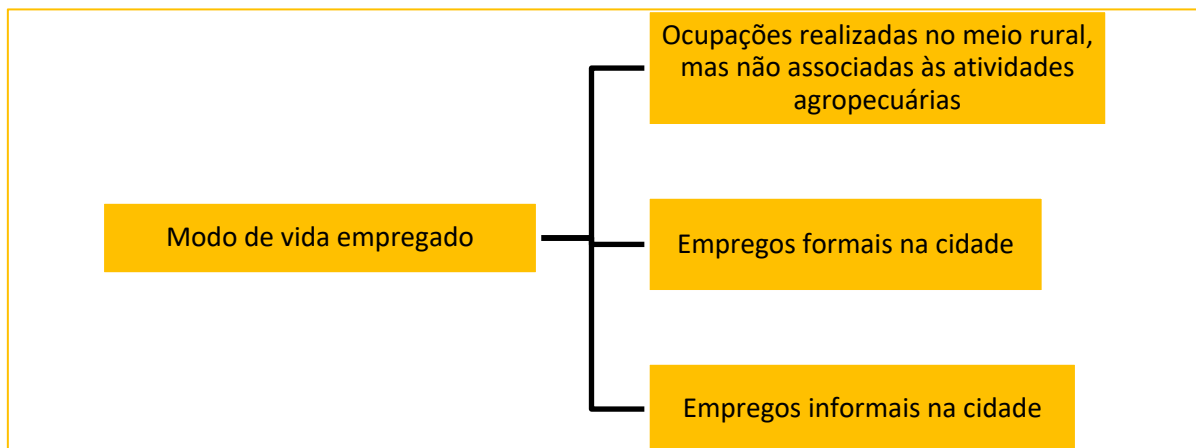 Ocupações realizadas no meio rural,
mas não associadas às atividades
agropecuárias
Modo de vida empregado
Empregos formais na cidade
Empregos informais na cidade